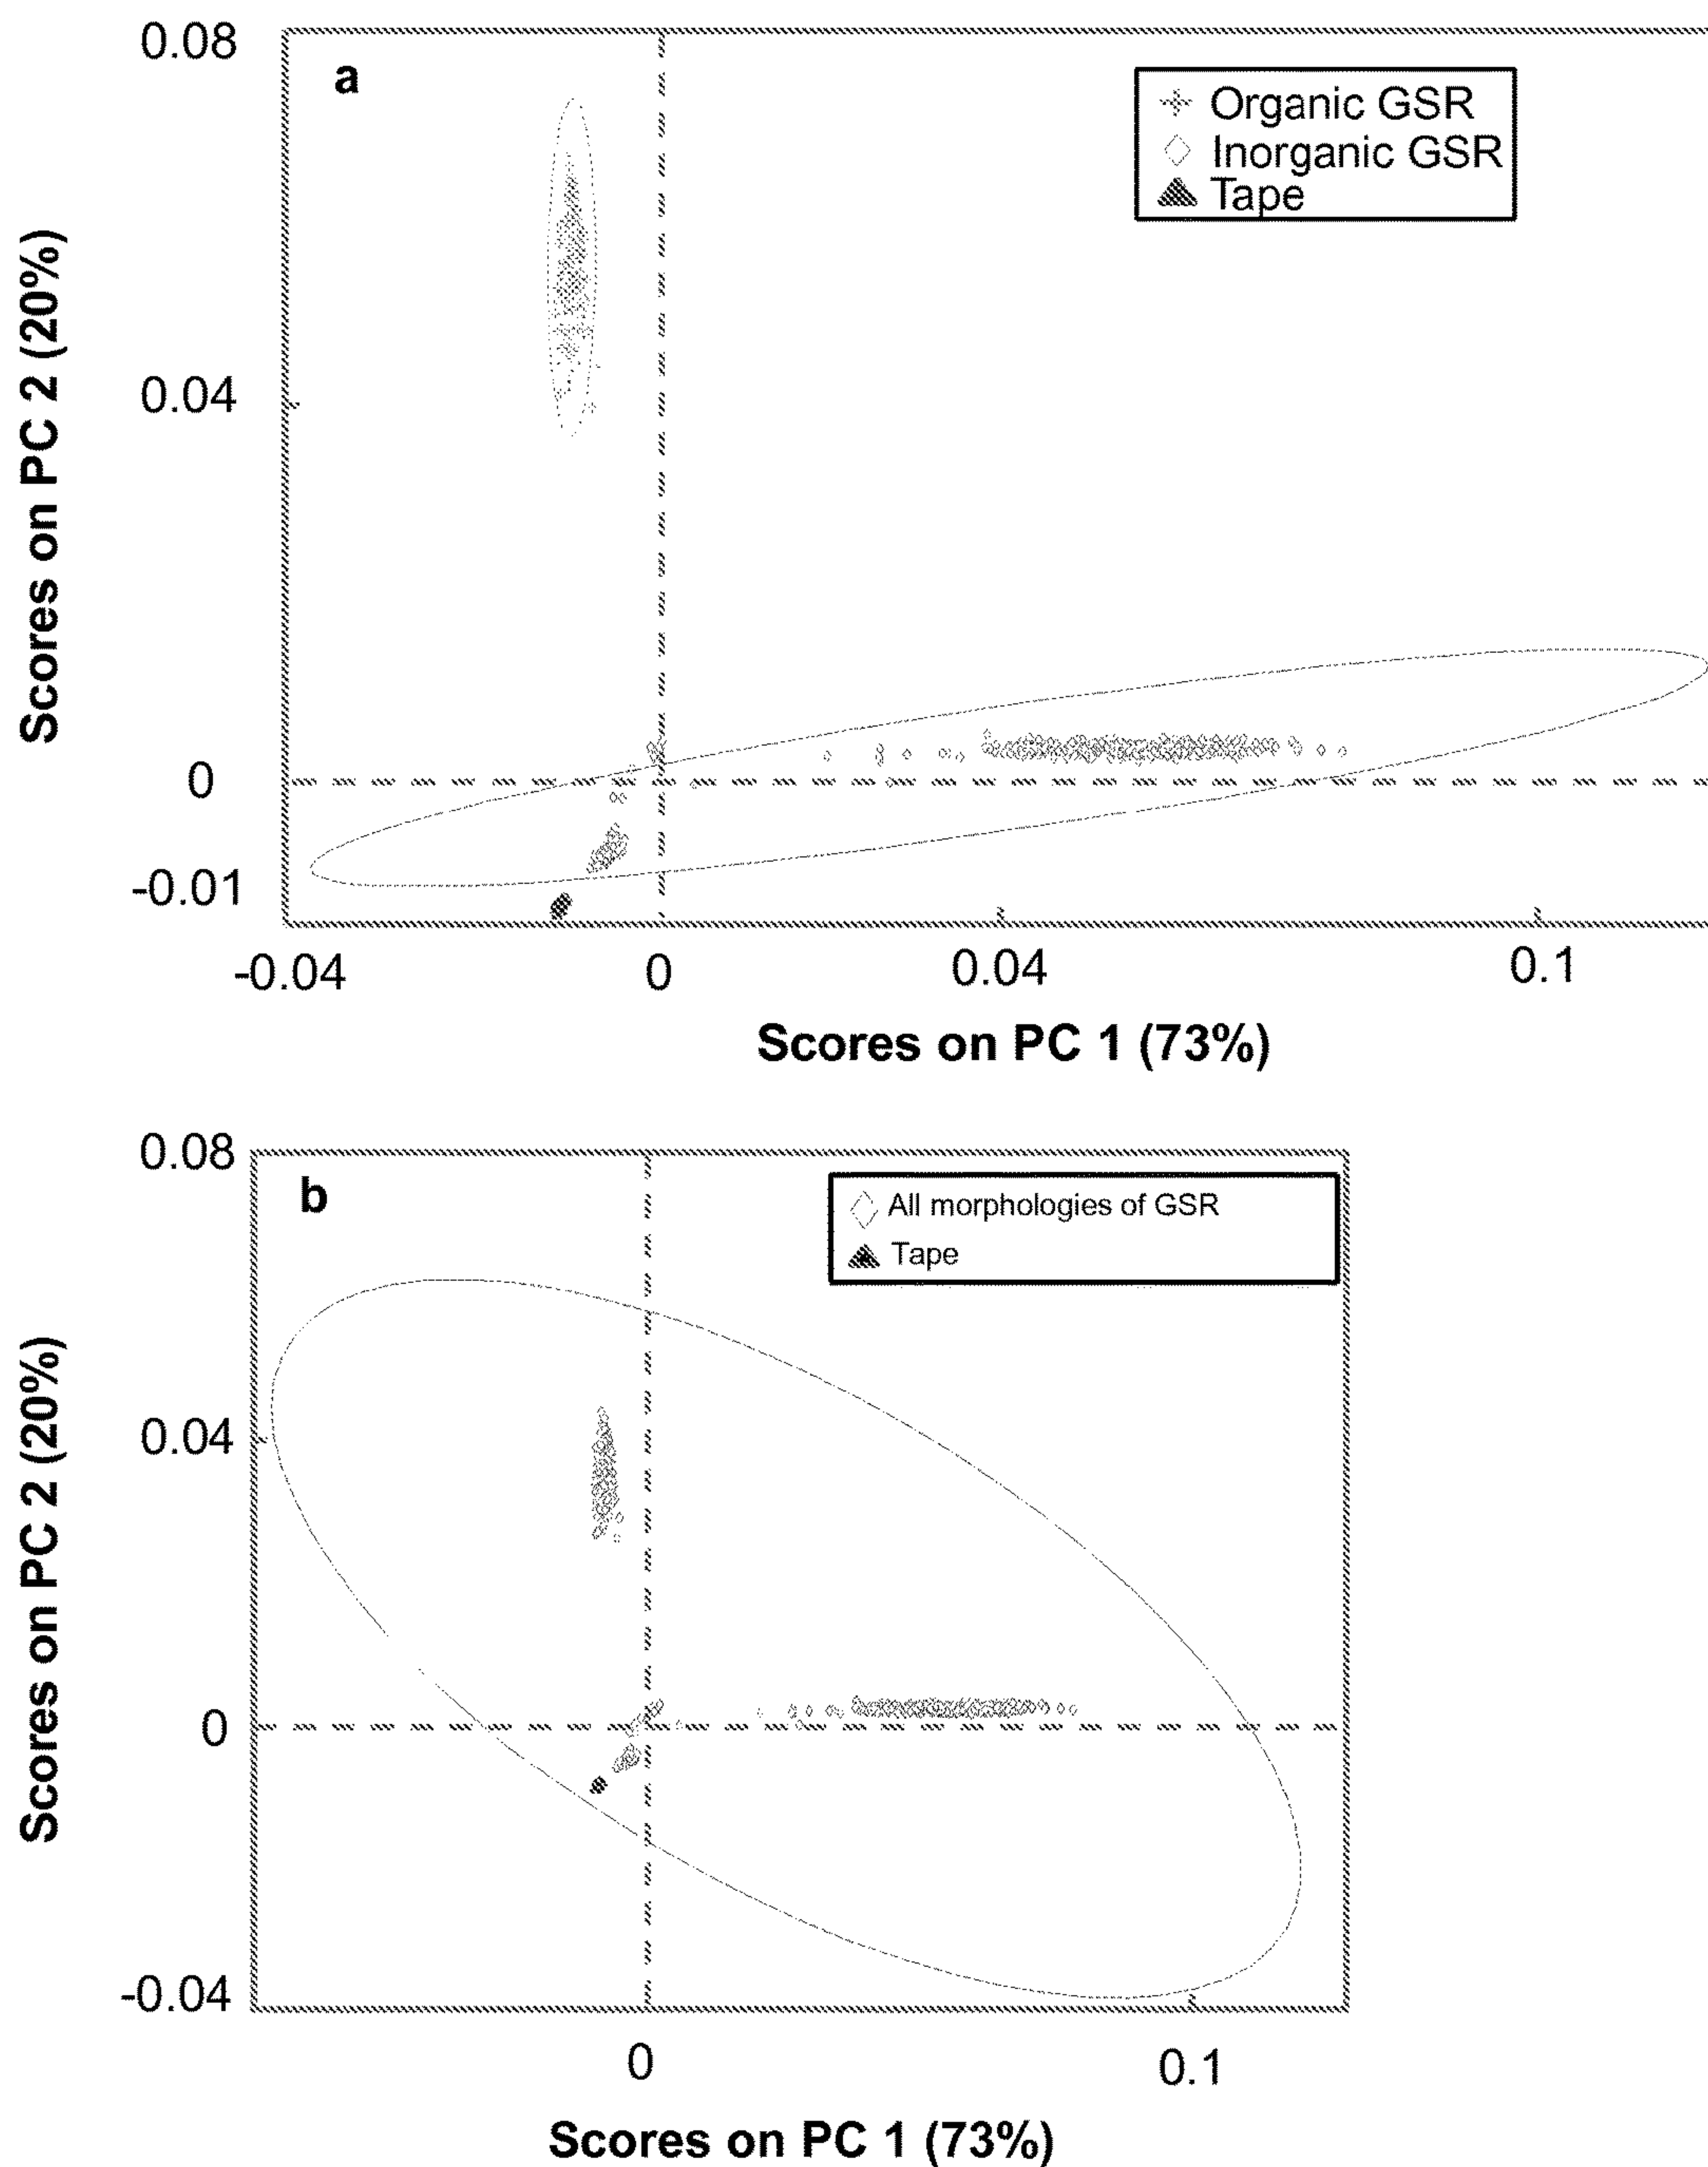 0.08
a
Organic GSR
Inorganic GSR
Tape
Scores on PC 2 (20%)
0.04
0
-0.01
-0.04
0
0.04
0.1
Scores on PC 1 (73%)
0.08
b
All morphologies of GSR
Tape
Scores on PC 2 (20%)
0.04
0
-0.04
0
0.1
Scores on PC 1 (73%)